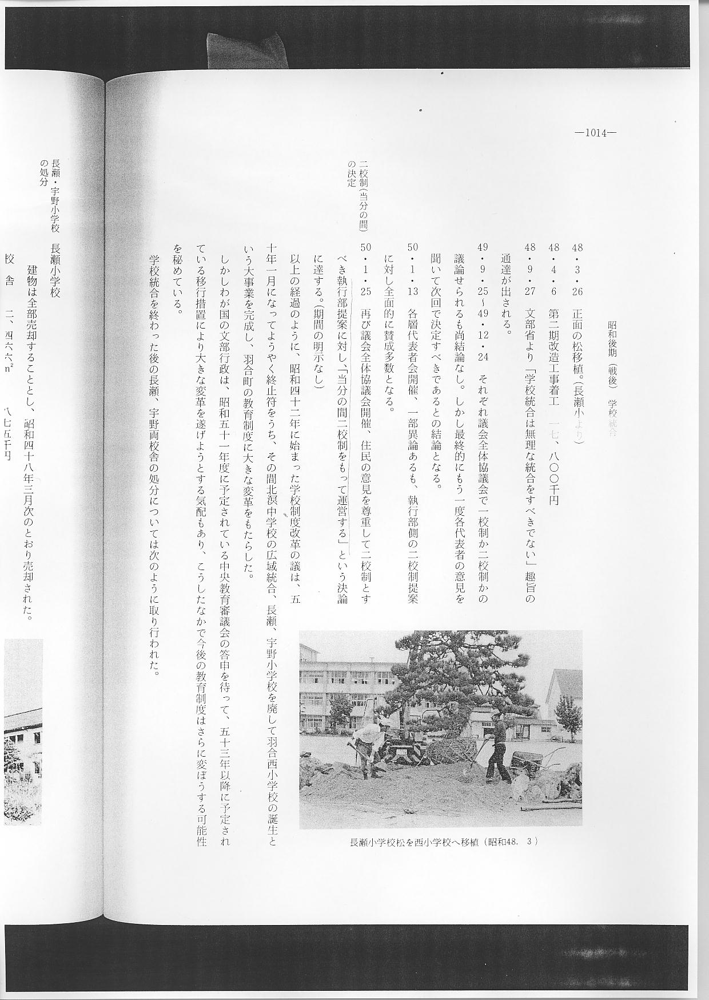 —1014—
昭和後期（戦後） 学校統合
48・3・26 正面の松移植。（長瀬小より）
48・4・6 第二期改造工事着工 一七、八〇〇千円
48・9・27 文部省より「学校統合は無理な統合をすべきでない」趣旨の
通達が出される。
49・9・25～49・12・24 それぞれ議会全体協議会で一校制か二校制かの
議論せられるも尚結論なし。しかし最終的にもう一度各代表者の意見を
聞いて次回で決定すべきであるとの結論となる。
50・1・13 各層代表者会開催、一部異論あるも、執行部側の二校制提案
に対し全面的に賛成多数となる。
二校制（当分の間）
の決定
50・1・25 再び議会全体協議会開催、住民の意見を尊重して二校制とす
べき執行部提案に対し、「当分の間二校制をもって運営する」という決論
に達する。（期間の明示なし）
以上の経過のように、昭和四十二年に始まった学校制度改革の議は、五
十年一月になってようやく終止符をうち、その間北溟中学校の広域統合、長瀬、宇野小学校を廃して羽合西小学校の誕生と
いう大事業を完成し、羽合町の教育制度に大きな変革をもたらした。
しかしわが国の文部行政は、昭和五十一年度に予定されている中央教育審議会の答申を待って、五十三年以降に予定され
ている移行措置により大きな変革を遂げようとする気配もあり、こうしたなかで今後の教育制度はさらに変ぼうする可能性
を秘めている。
学校統合を終わった後の長瀬、宇野両校舎の処分については次のように取り行われた。
長瀬小学校松を西小学校へ移植（昭和48．3）
長瀬・宇野小学校
の処分
長瀬小学校
建物は全部売却することとし、昭和四十八年三月次のとおり売却された。
校 舎 二、四六六㎡ 八七五千円